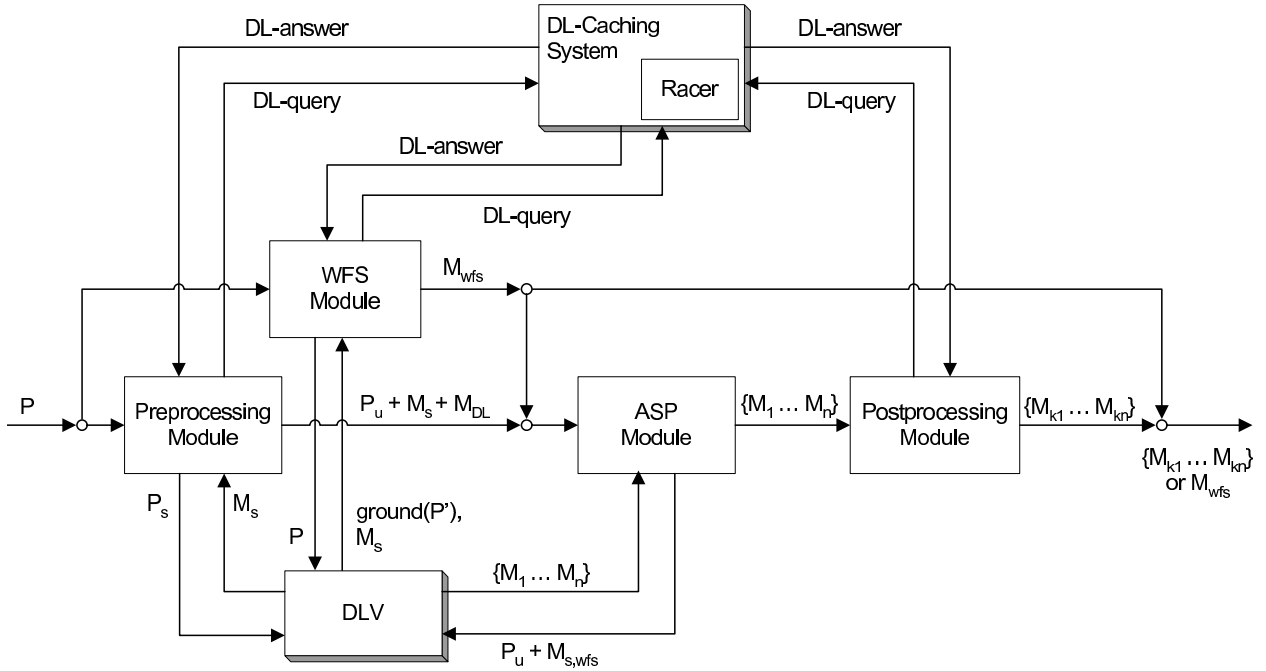 DL-answer
DL-Caching
System
DL-answer
Racer
DL-query
DL-query
DL-answer
DL-query
WFS
Module
M_wfs
P
Preprocessing
Module
P_u + M_s + M_DL
ASP
Module
{M_1 … M_n}
Postprocessing
Module
{M_k1 … M_kn}
{M_k1 … M_kn}
or M_wfs
P_s
M_s
P
ground(P’),
M_s
{M_1 … M_n}
DLV
P_u + M_s,wfs